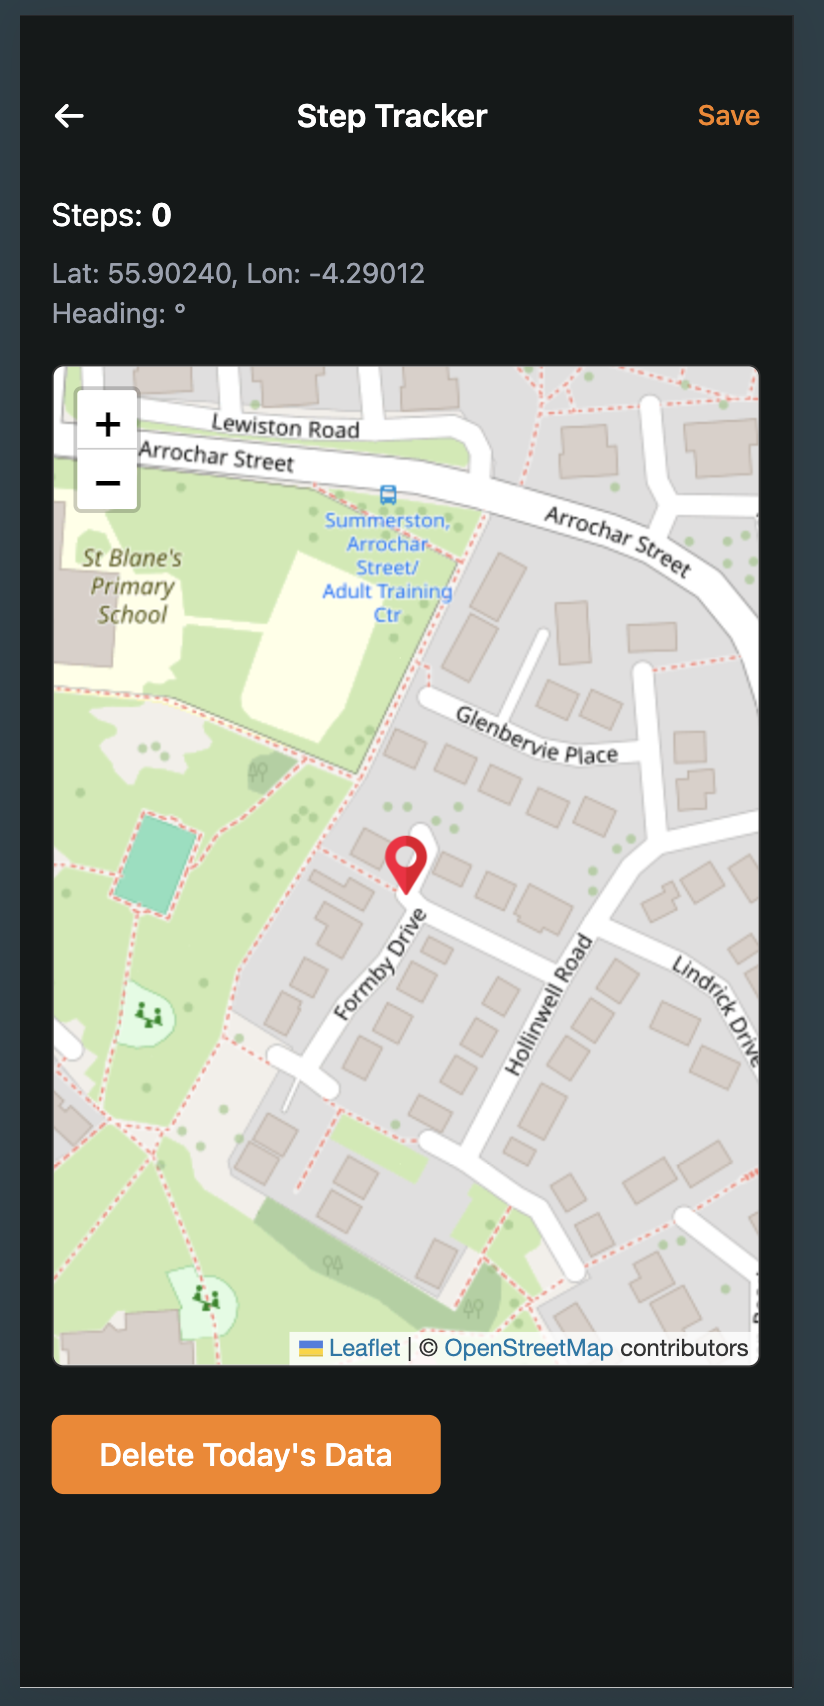 Step Tracker
Save
Steps: 0
Lat: 55.90240, Lon: -4.29012
Heading: °
+
−
Lewiston Road
Arrochar Street
Arrochar Street
Summerston,
Arrochar
Street/
Adult Training
Ctr
St Blane's
Primary
School
Glenbervie Place
Formby Drive
Hollinwell Road
Lindrick Drive
Leaflet | © OpenStreetMap contributors
Delete Today's Data